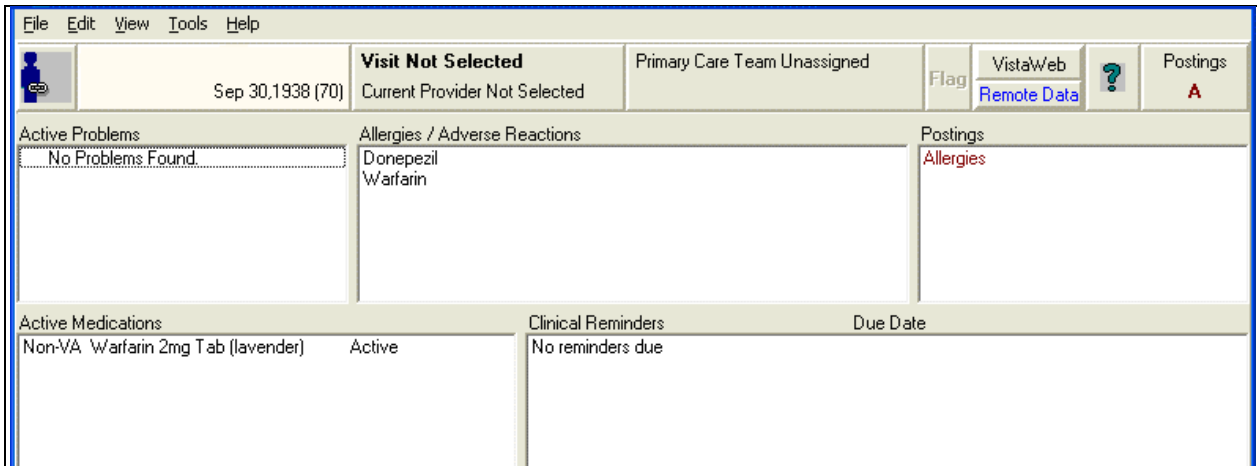 File Edit View Tools Help
Visit Not Selected
Primary Care Team Unassigned
Flag
VistaWeb
?
Postings
Sep 30,1938 (70)
Current Provider Not Selected
Remote Data
A
Active Problems
Allergies / Adverse Reactions
Postings
No Problems Found.
Donepezil
Allergies
Warfarin
Active Medications
Clinical Reminders
Due Date
Non-VA Warfarin 2mg Tab (lavender) Active
No reminders due